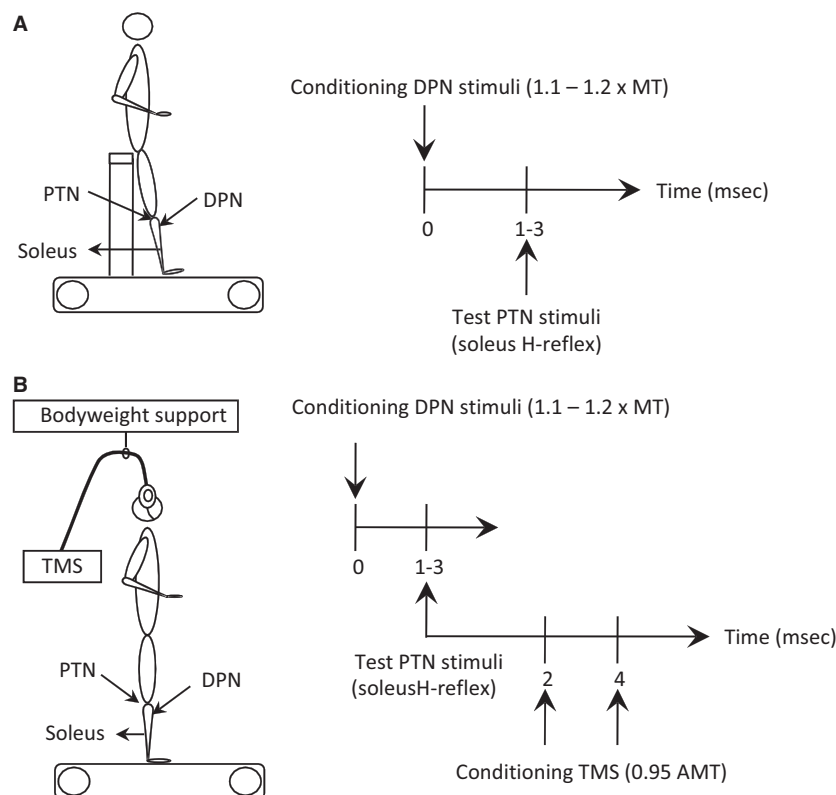 A
Conditioning DPN stimuli (1.1 – 1.2 x MT)
PTN
DPN
Soleus
Time (msec)
0
1-3
Test PTN stimuli
(soleus H-reflex)
B
Bodyweight support
TMS
PTN
DPN
Soleus
Conditioning DPN stimuli (1.1 – 1.2 x MT)
0
1-3
Test PTN stimuli
(soleusH-reflex)
Time (msec)
2
4
Conditioning TMS (0.95 AMT)